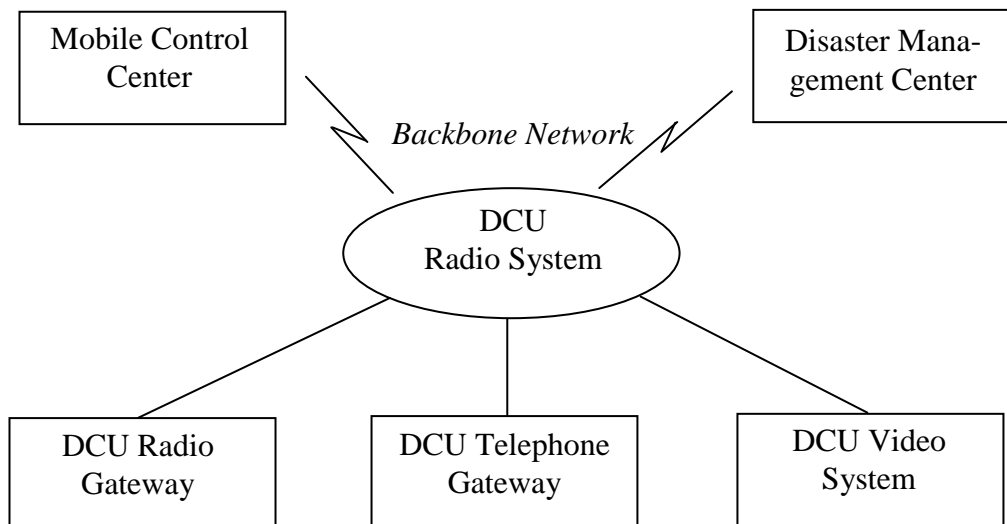 Mobile Control
Center
Disaster Mana-
gement Center
Backbone Network
DCU
Radio System
DCU Radio
Gateway
DCU Telephone
Gateway
DCU Video
System